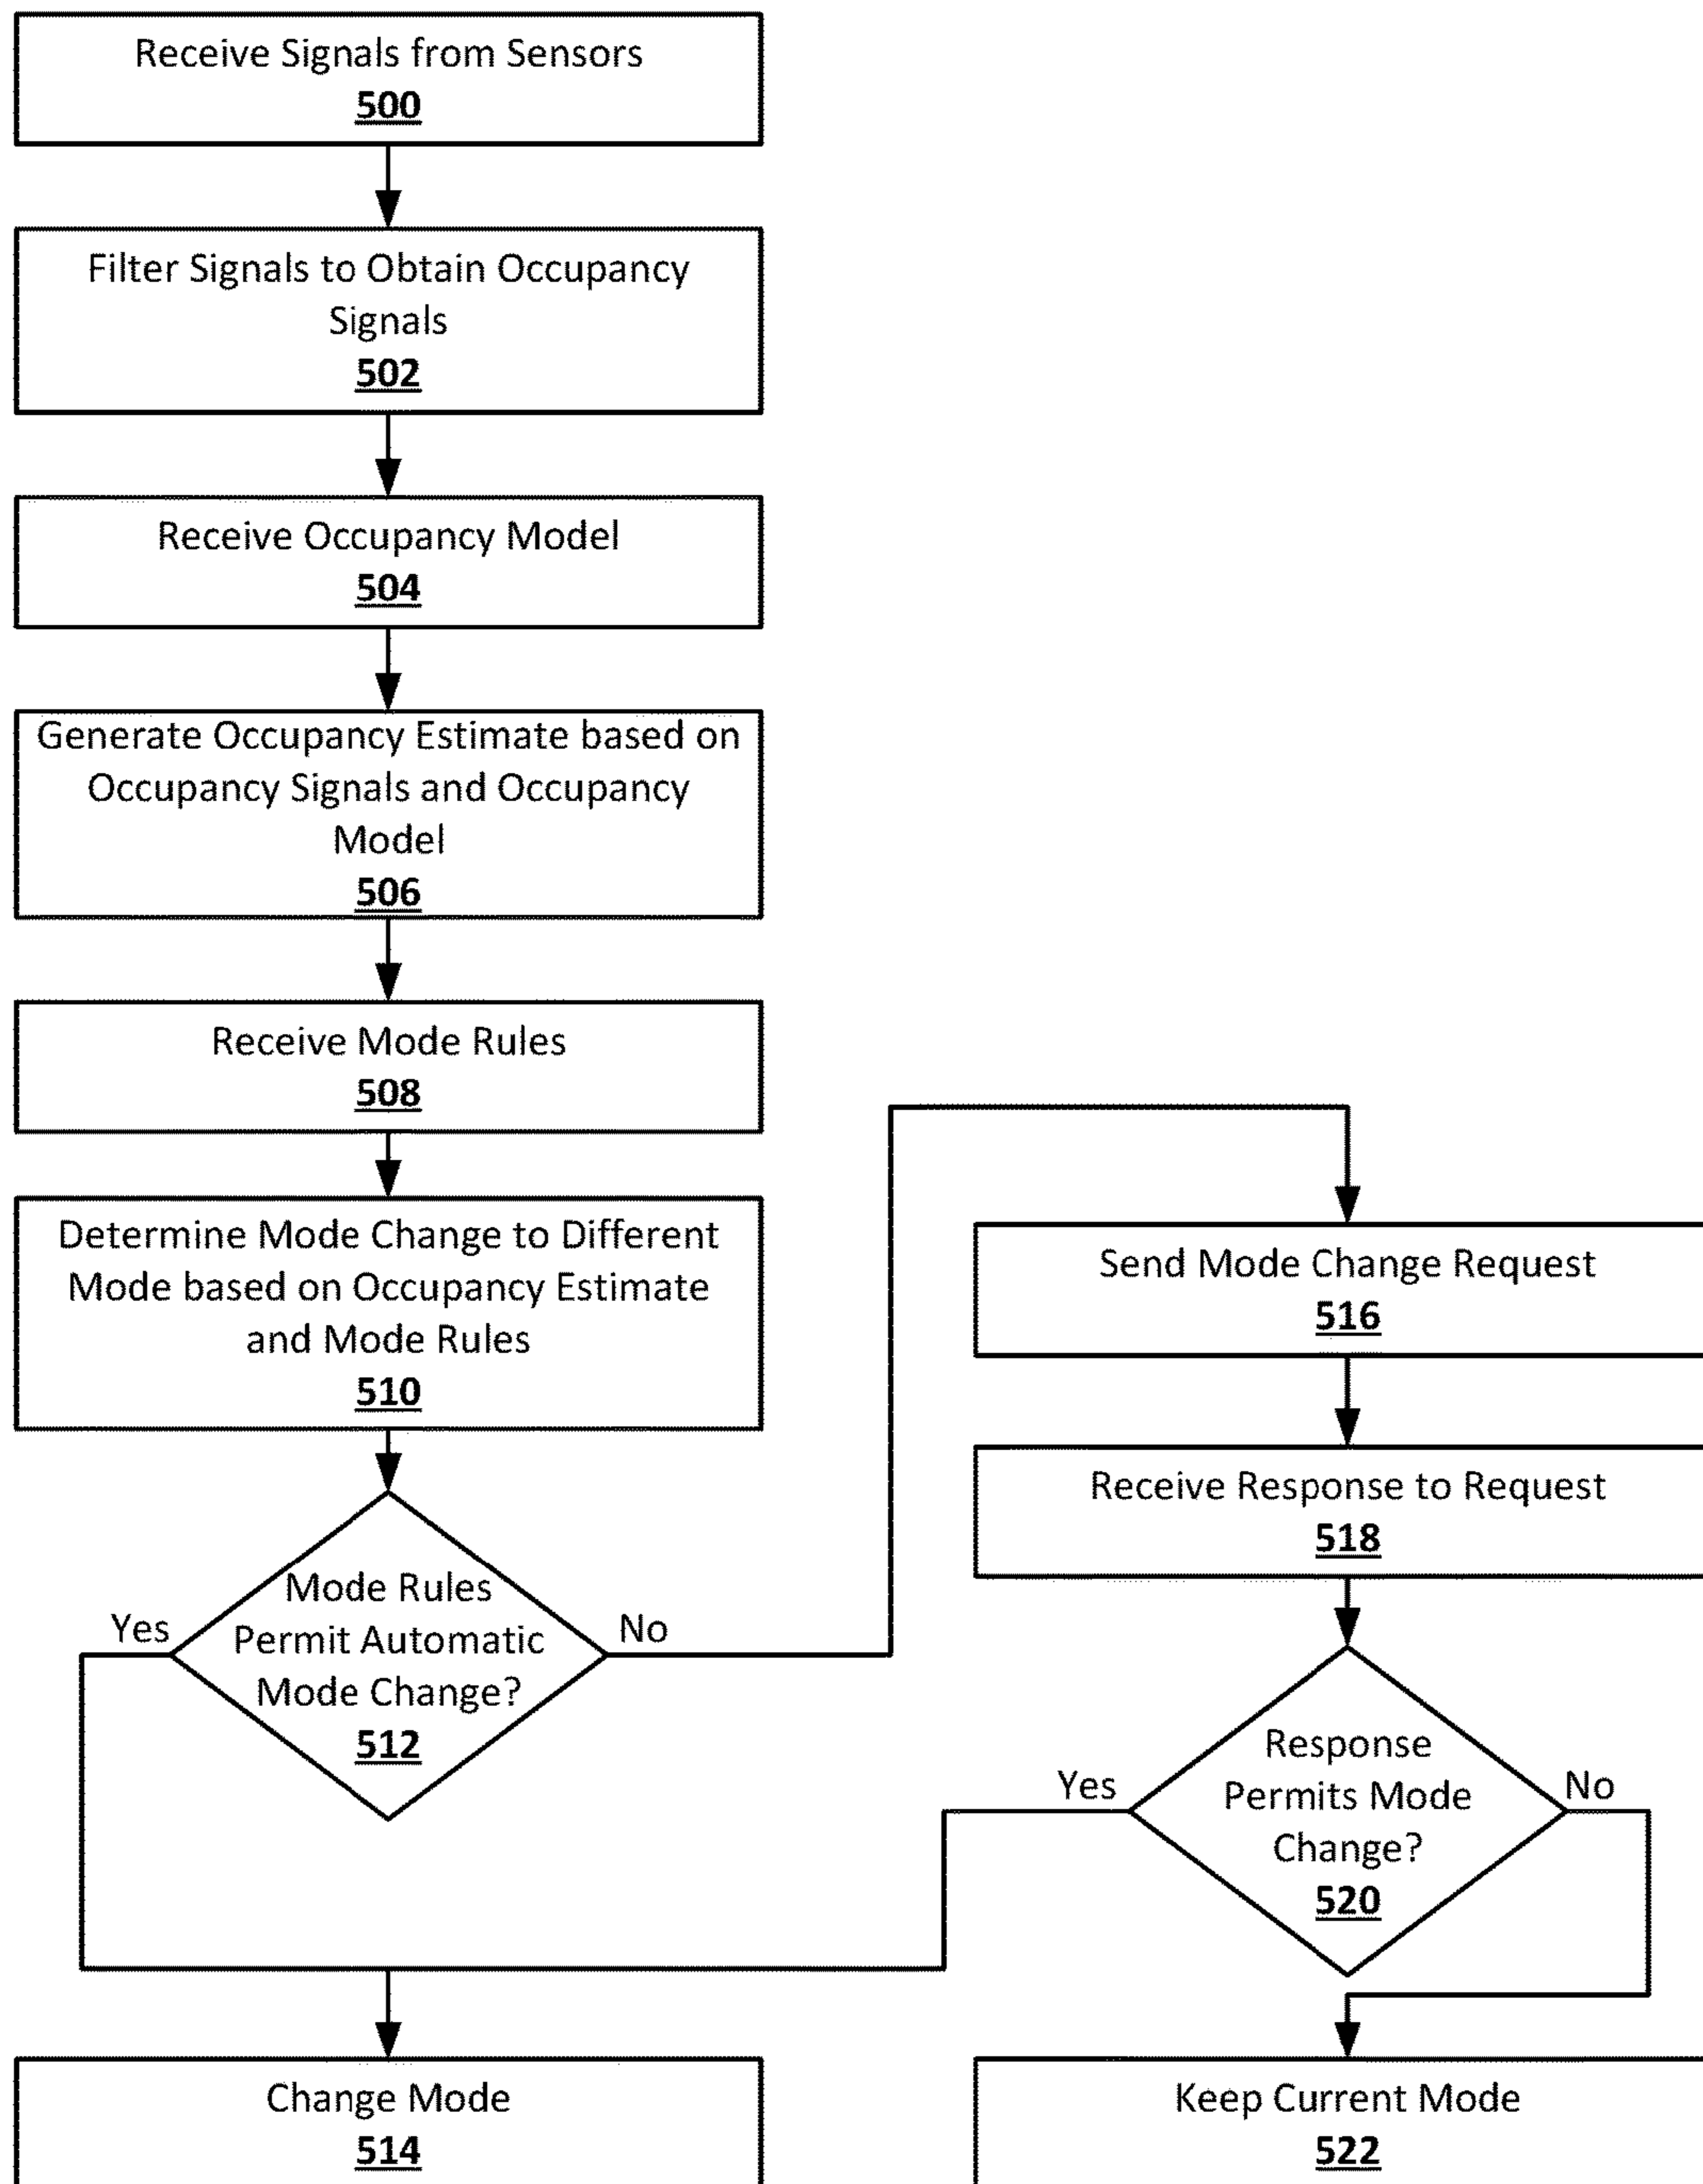 Receive Signals from Sensors
500
Filter Signals to Obtain Occupancy
Signals
502
Receive Occupancy Model
504
Generate Occupancy Estimate based on
Occupancy Signals and Occupancy
Model
506
Receive Mode Rules
508
Determine Mode Change to Different
Mode based on Occupancy Estimate
and Mode Rules
510
Mode Rules
Permit Automatic
Mode Change?
512
Yes
No
Send Mode Change Request
516
Receive Response to Request
518
Response
Permits Mode
Change?
520
Yes
No
Change Mode
514
Keep Current Mode
522